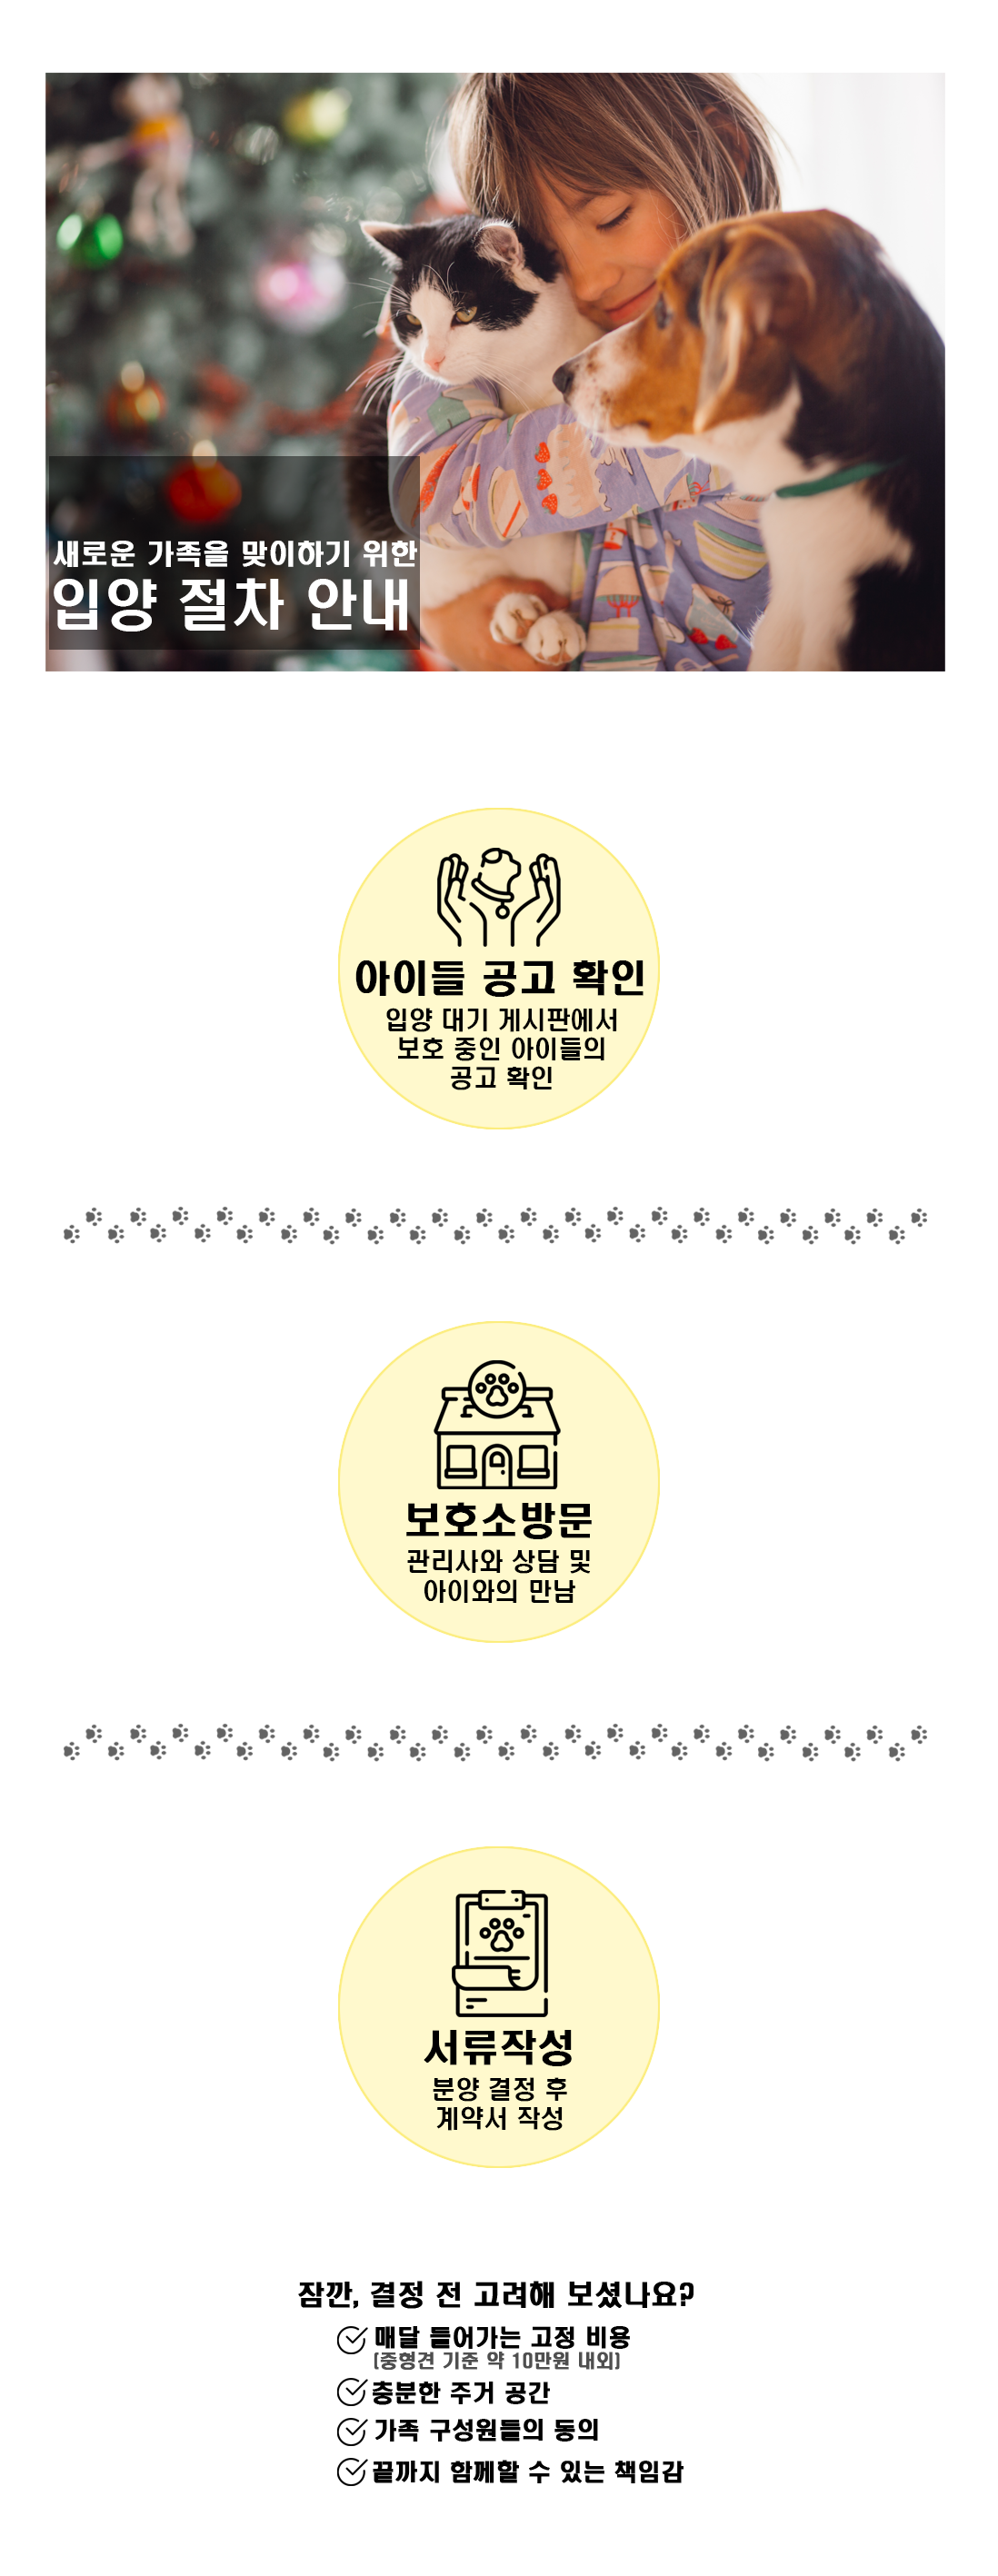 새로운 가족을 맞이하기 위한
입양 절차 안내
아이들 공고 확인
입양 대기 게시판에서
보호 중인 아이들의
공고 확인
보호소방문
관리사와 상담 및
아이와의 만남
서류작성
분양 결정 후
계약서 작성
잠깐, 결정 전 고려해 보셨나요?
매달 들어가는 고정 비용
(중형견 기준 약 10만원 내외)
충분한 주거 공간
가족 구성원들의 동의
끝까지 함께할 수 있는 책임감